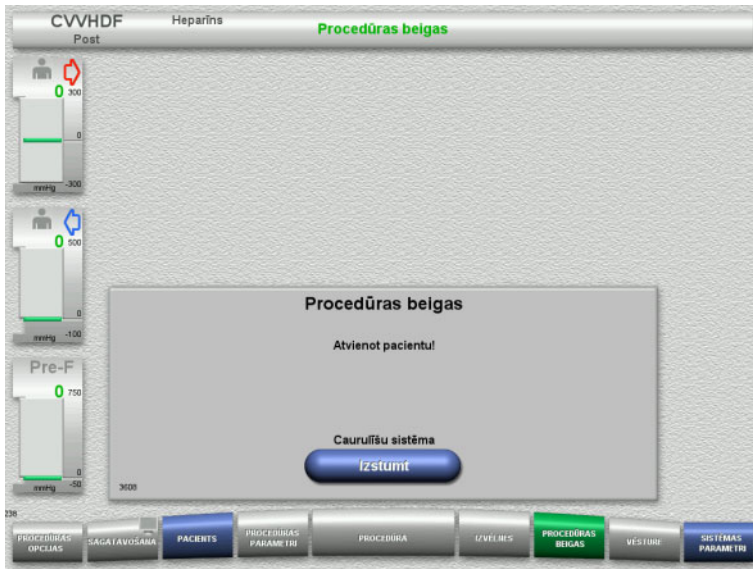 CVVHDF
Heparīns
Procedūras beigas
Post
0
300
0
mmHg
-300
0
500
0
mmHg
-100
Pre-F
0
750
0
mmHg
-50
Procedūras beigas
Atvienot pacientu!
Caurulīšu sistēma
Izstumt
3608
238
PROCEDŪRAS
OPCIJAS
SAGATAVOŠANA
PACIENTS
PROCEDŪRAS
PARAMETRI
PROCEDŪRA
IZVĒLNES
PROCEDŪRAS
BEIGAS
VĒSTURE
SISTĒMAS
PARAMETRI